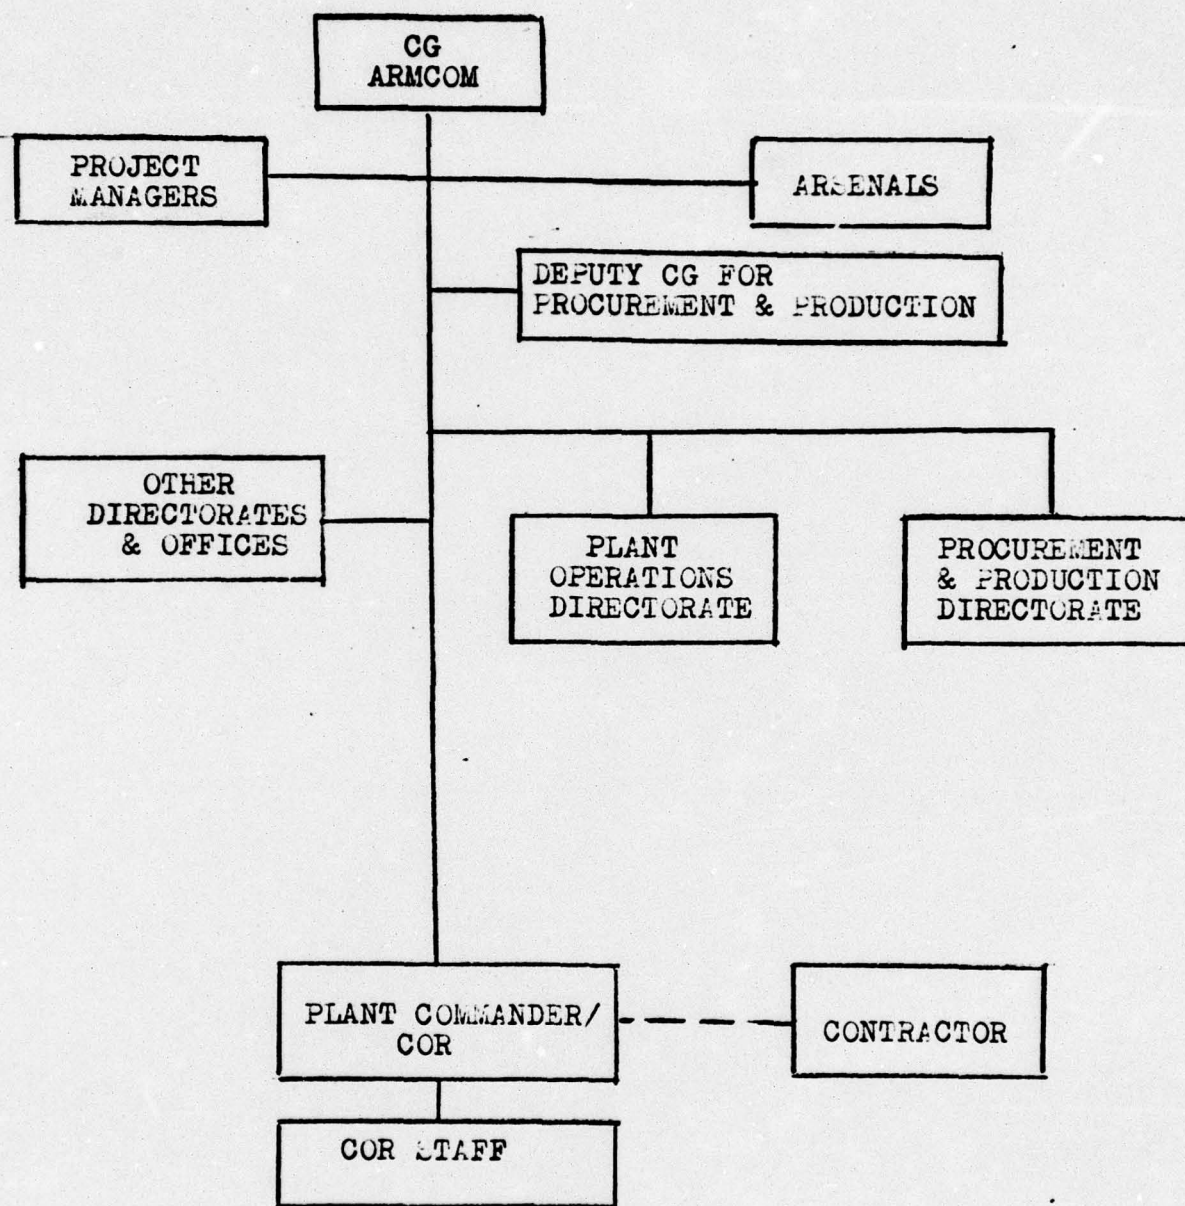 CG
ARMCOM
PROJECT
MANAGERS
ARSENALS
DEPUTY CG FOR
PROCUREMENT & PRODUCTION
OTHER
DIRECTORATES
& OFFICES
PLANT
OPERATIONS
DIRECTORATE
PROCUREMENT
& PRODUCTION
DIRECTORATE
PLANT COMMANDER/
COR
CONTRACTOR
COR STAFF